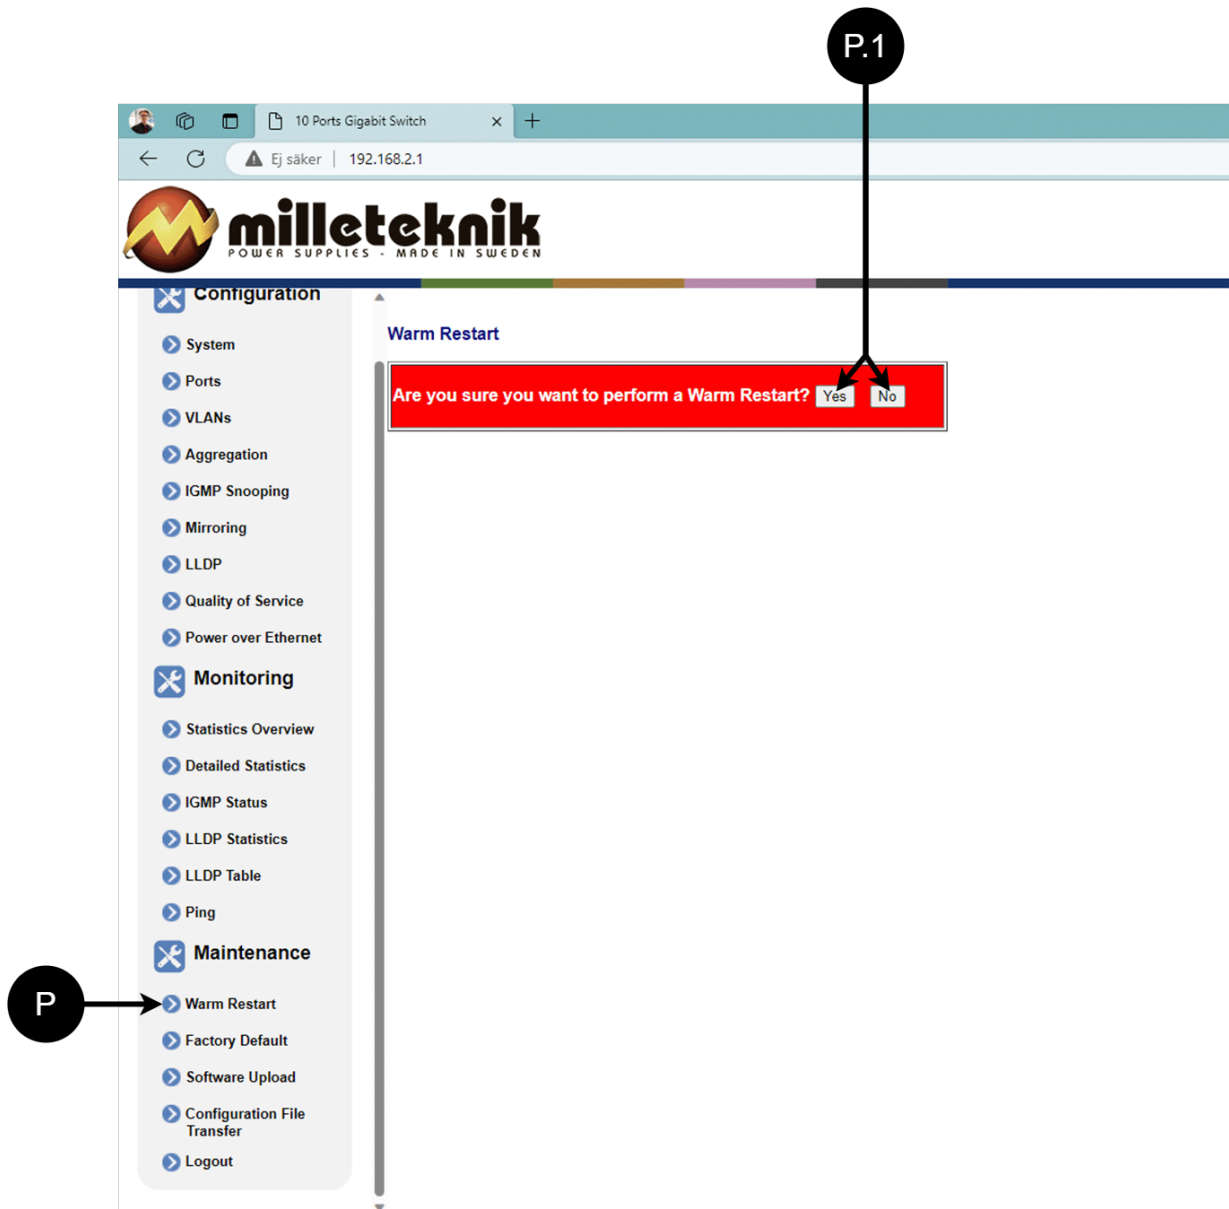 P.1
10 Ports Gigabit Switch
Ej säker | 192.168.2.1
milleteknik
POWER SUPPLIES - MADE IN SWEDEN
Configuration
System
Ports
VLANs
Aggregation
IGMP Snooping
Mirroring
LLDP
Quality of Service
Power over Ethernet
Monitoring
Statistics Overview
Detailed Statistics
IGMP Status
LLDP Statistics
LLDP Table
Ping
Maintenance
P
Warm Restart
Factory Default
Software Upload
Configuration File
Transfer
Logout
Warm Restart
Are you sure you want to perform a Warm Restart? Yes No